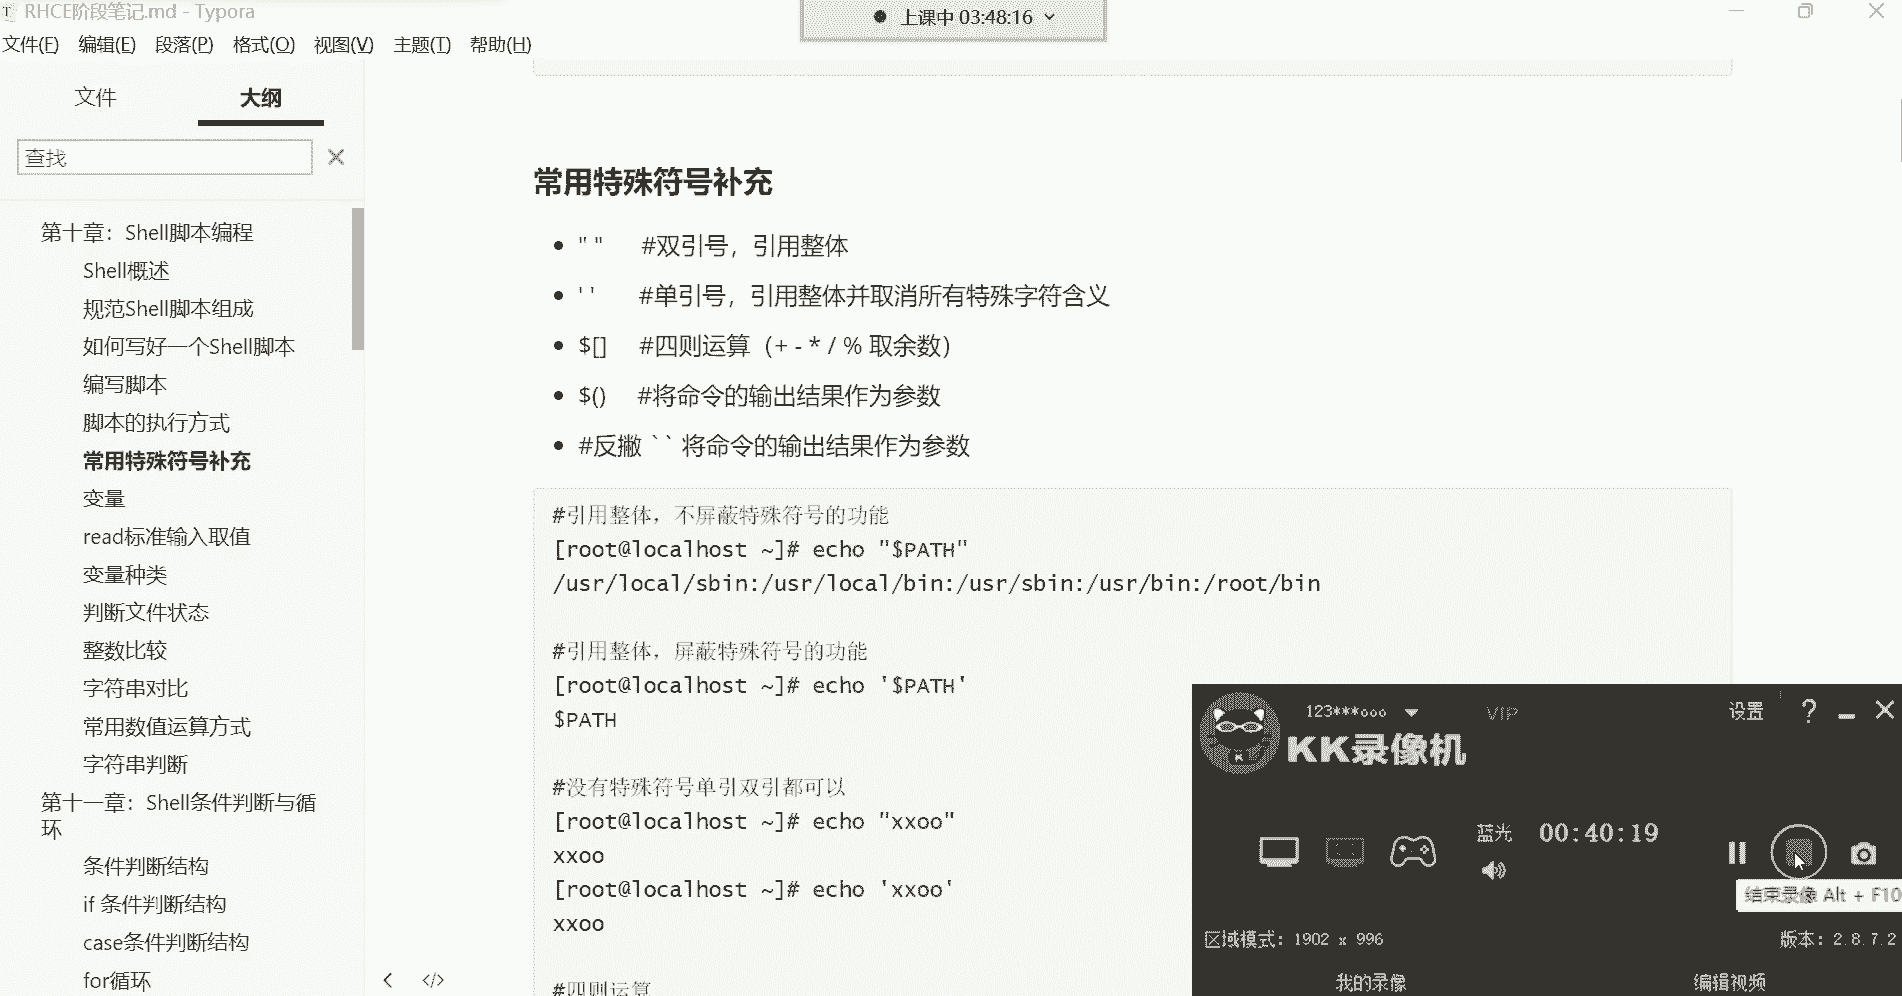 RHCE阶段笔记.md - Typora
上课中 03:48:16
文件(F) 编辑(E) 段落(P) 格式(O) 视图(V) 主题(T) 帮助(H)
文件 大纲
查找
第十章：Shell脚本编程
Shell概述
规范Shell脚本组成
如何写好一个Shell脚本
编写脚本
脚本的执行方式
常用特殊符号补充
变量
read标准输入取值
变量种类
判断文件状态
整数比较
字符串对比
常用数值运算方式
字符串判断
第十一章：Shell条件判断与循
环
条件判断结构
if 条件判断结构
case条件判断结构
for循环
常用特殊符号补充
" " #双引号，引用整体
' ' #单引号，引用整体并取消所有特殊字符含义
$[] #四则运算（+ - * / % 取余数）
$() #将命令的输出结果作为参数
#反撇 ` ` 将命令的输出结果作为参数
#引用整体，不屏蔽特殊符号的功能
[root@localhost ~]# echo "$PATH"
/usr/local/sbin:/usr/local/bin:/usr/sbin:/usr/bin:/root/bin
#引用整体，屏蔽特殊符号的功能
[root@localhost ~]# echo '$PATH'
$PATH
#没有特殊符号单引双引都可以
[root@localhost ~]# echo "xxoo"
xxoo
[root@localhost ~]# echo 'xxoo'
xxoo
#四则运算
123***ooo VIP 设置
KK录像机
蓝光 00:40:19
结束录像 Alt + F10
区域模式：1902 x 996 版本：2.8.7.2
我的录像 编辑视频